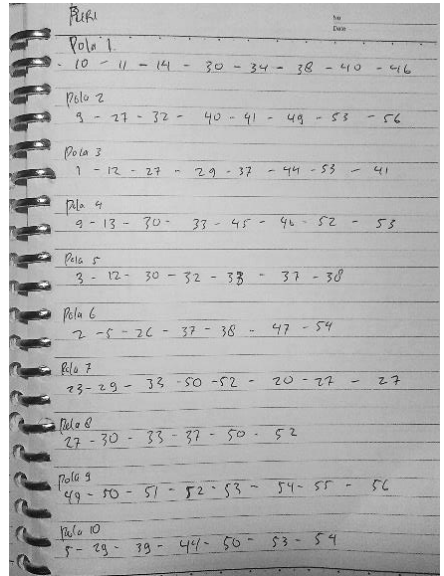 PURI
No
Date
Pola 1
- 10 - 11 - 14 - 30 - 34 - 38 - 40 - 46
Pola 2
9 - 27 - 32 - 40 - 41 - 49 - 53 - 56
Pola 3
1 - 12 - 27 - 29 - 37 - 44 - 53 - 41
Pola 4
9 - 13 - 30 - 33 - 45 - 46 - 52 - 53
Pola 5
3 - 12 - 30 - 32 - 33 - 37 - 38
Pola 6
2 - 5 - 26 - 37 - 38 - 47 - 54
Pola 7
23 - 29 - 33 - 50 - 52 - 20 - 27 - 27
Pola 8
27 - 30 - 33 - 37 - 50 - 52
Pola 9
49 - 50 - 51 - 52 - 53 - 54 - 55 - 56
Pola 10
5 - 29 - 39 - 44 - 50 - 53 - 54